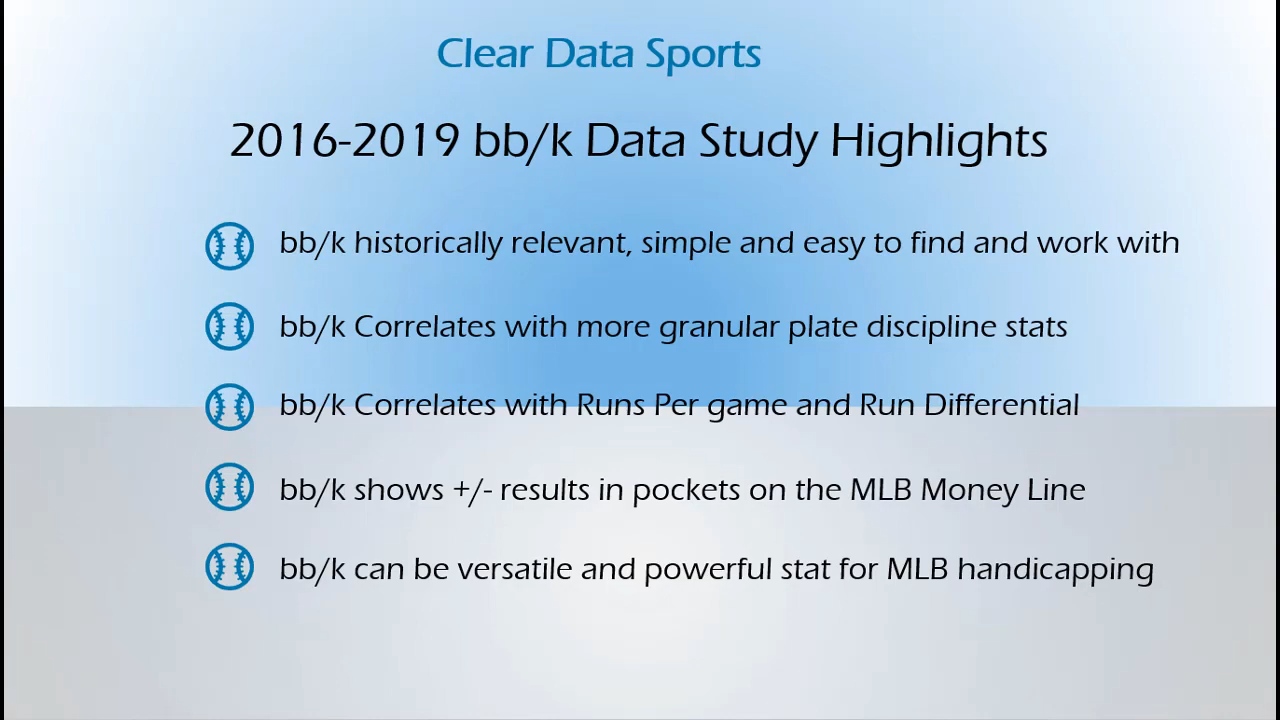 Clear Data Sports
2016-2019 bb/k Data Study Highlights
bb/k historically relevant, simple and easy to find and work with
bb/k Correlates with more granular plate discipline stats
bb/k Correlates with Runs Per game and Run Differential
bb/k shows +/- results in pockets on the MLB Money Line
bb/k can be versatile and powerful stat for MLB handicapping